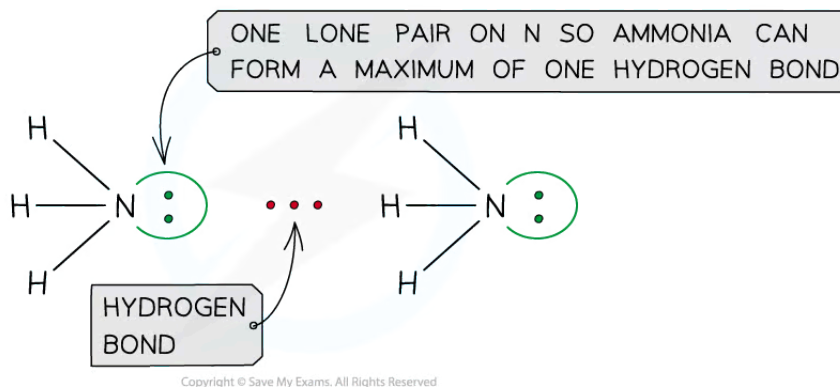 ONE LONE PAIR ON N SO AMMONIA CAN
FORM A MAXIMUM OF ONE HYDROGEN BOND
H H
H N : H N :
H H
HYDROGEN
BOND
Copyright © Save My Exams. All Rights Reserved